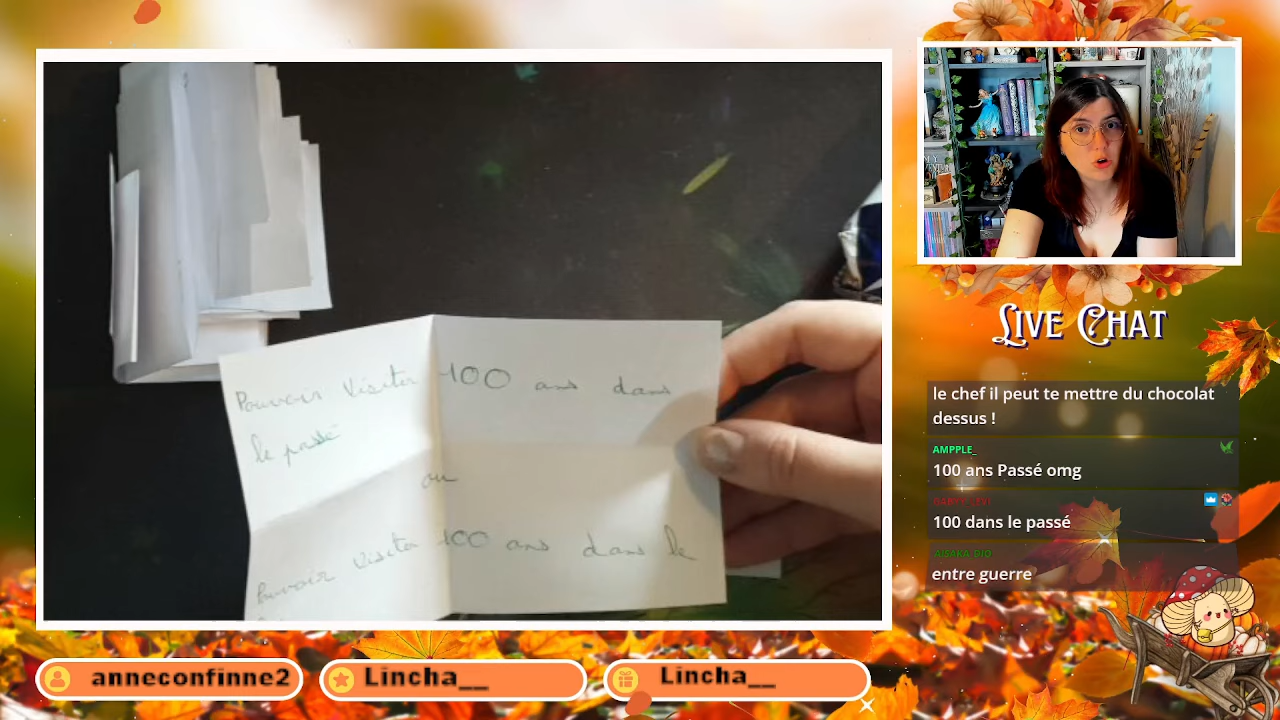 Pouvoir Visiter 100 ans dans
le passé
ou
Pouvoir Visiter 100 ans dans le
LIVE CHAT
le chef il peut te mettre du chocolat
dessus !
AMPPLE_
100 ans Passé omg
100 dans le passé
entre guerre
anneconfinne2
Lincha__
Lincha__